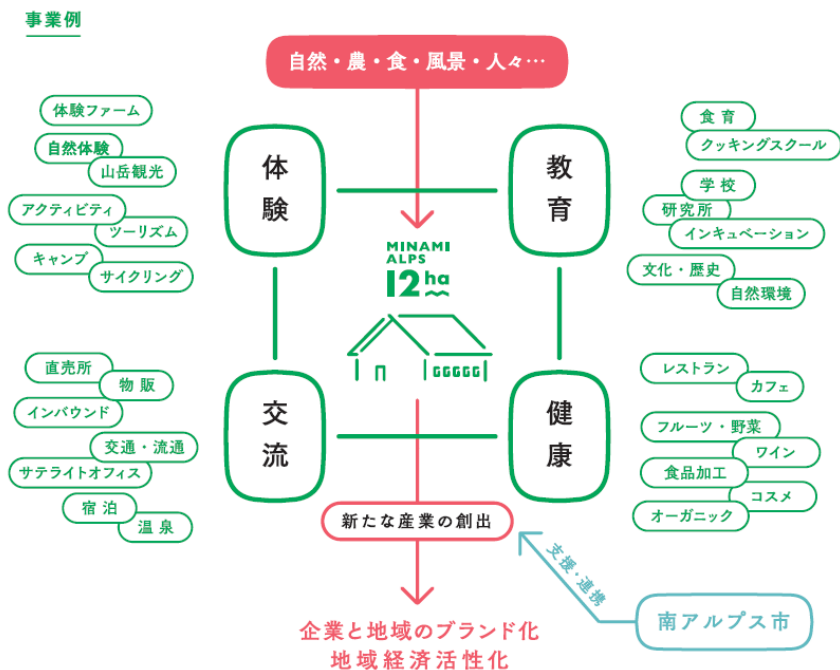 事業例
自然・農・食・風景・人々…
体験ファーム
自然体験
山岳観光
アクティビティ
ツーリズム
キャンプ
サイクリング
体験
教育
食育
クッキングスクール
学校
研究所
インキュベーション
文化・歴史
自然環境
MINAMI
ALPS
12ha
直売所
物販
インバウンド
交通・流通
サテライトオフィス
宿泊
温泉
交流
健康
レストラン
カフェ
フルーツ・野菜
ワイン
食品加工
コスメ
オーガニック
新たな産業の創出
支援・連携
南アルプス市
企業と地域のブランド化
地域経済活性化